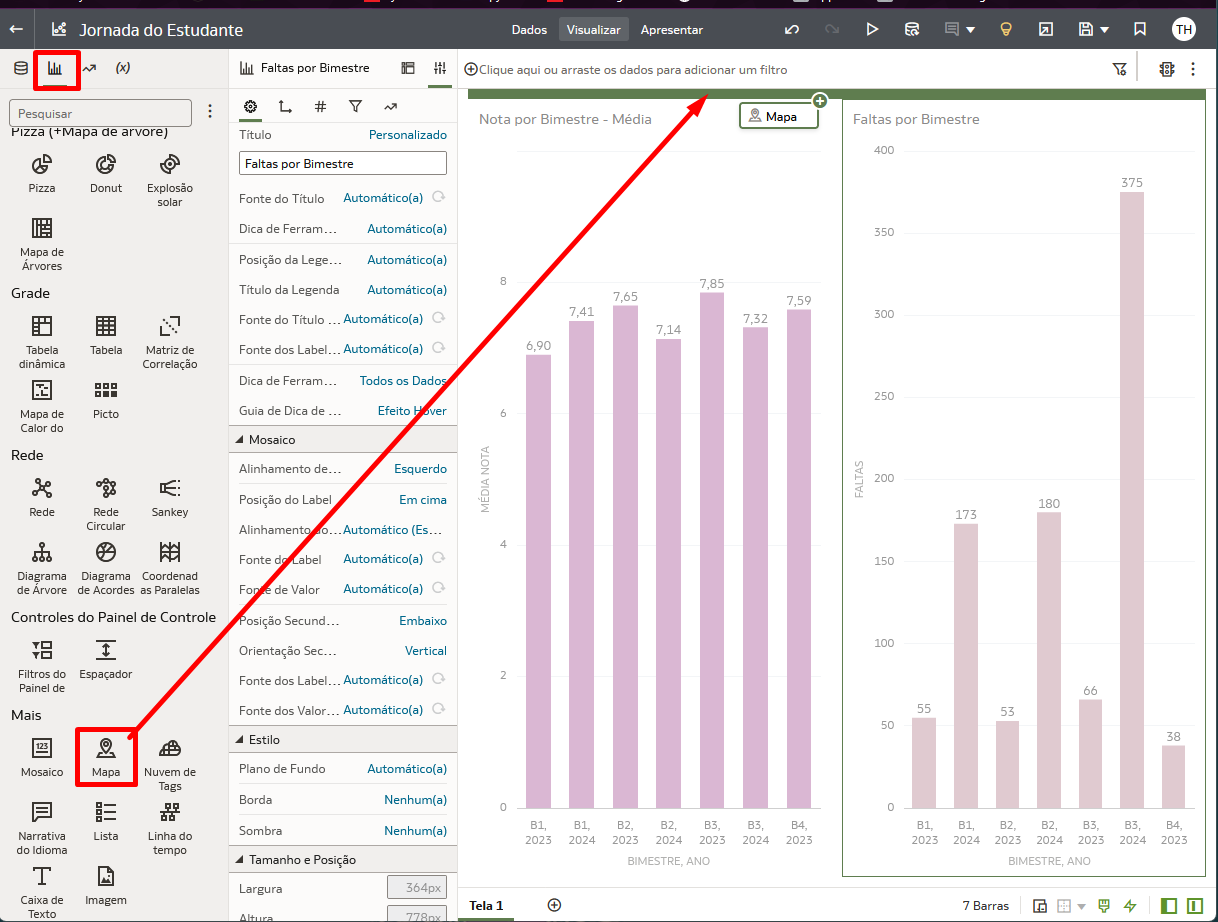 Jornada do Estudante
Dados
Visualizar
Apresentar
TH
(x)
Faltas por Bimestre
Clique aqui ou arraste os dados para adicionar um filtro
Pesquisar
Pizza (+Mapa de árvore)
Pizza
Donut
Explosão
solar
Mapa de
Árvores
Grade
Tabela
dinâmica
Tabela
Matriz de
Correlação
Mapa de
Calor do
Picto
Rede
Rede
Rede
Circular
Sankey
Diagrama
de Árvore
Diagrama
de Acordes
Coordenad
as Paralelas
Controles do Painel de Controle
Filtros do
Painel de
Espaçador
Mais
123
Mosaico
Mapa
Nuvem de
Tags
Narrativa
do Idioma
Lista
Linha do
tempo
Caixa de
Texto
Imagem
Título Personalizado
Faltas por Bimestre
Fonte do Título Automático(a)
Dica de Ferram... Automático(a)
Posição da Lege... Automático(a)
Título da Legenda Automático(a)
Fonte do Título ... Automático(a)
Fonte dos Label... Automático(a)
Dica de Ferram... Todos os Dados
Guia de Dica de ... Efeito Hover
Mosaico
Alinhamento de... Esquerdo
Posição do Label Em cima
Alinhamento do... Automático (Es...
Fonte do Label Automático(a)
Fonte de Valor Automático(a)
Posição Secund... Embaixo
Orientação Sec... Vertical
Fonte dos Label... Automático(a)
Fonte dos Valor... Automático(a)
Estilo
Plano de Fundo Automático(a)
Borda Nenhum(a)
Sombra Nenhum(a)
Tamanho e Posição
Largura 364px
Altura 778px
Nota por Bimestre - Média
Mapa
8
6
4
2
0
MÉDIA NOTA
6,90
7,41
7,65
7,14
7,85
7,32
7,59
B1,
2023
B1,
2024
B2,
2023
B2,
2024
B3,
2023
B3,
2024
B4,
2023
BIMESTRE, ANO
Faltas por Bimestre
400
350
300
250
200
150
100
50
0
FALTAS
55
173
53
180
66
375
38
B1,
2023
B1,
2024
B2,
2023
B2,
2024
B3,
2023
B3,
2024
B4,
2023
BIMESTRE, ANO
Tela 1
7 Barras